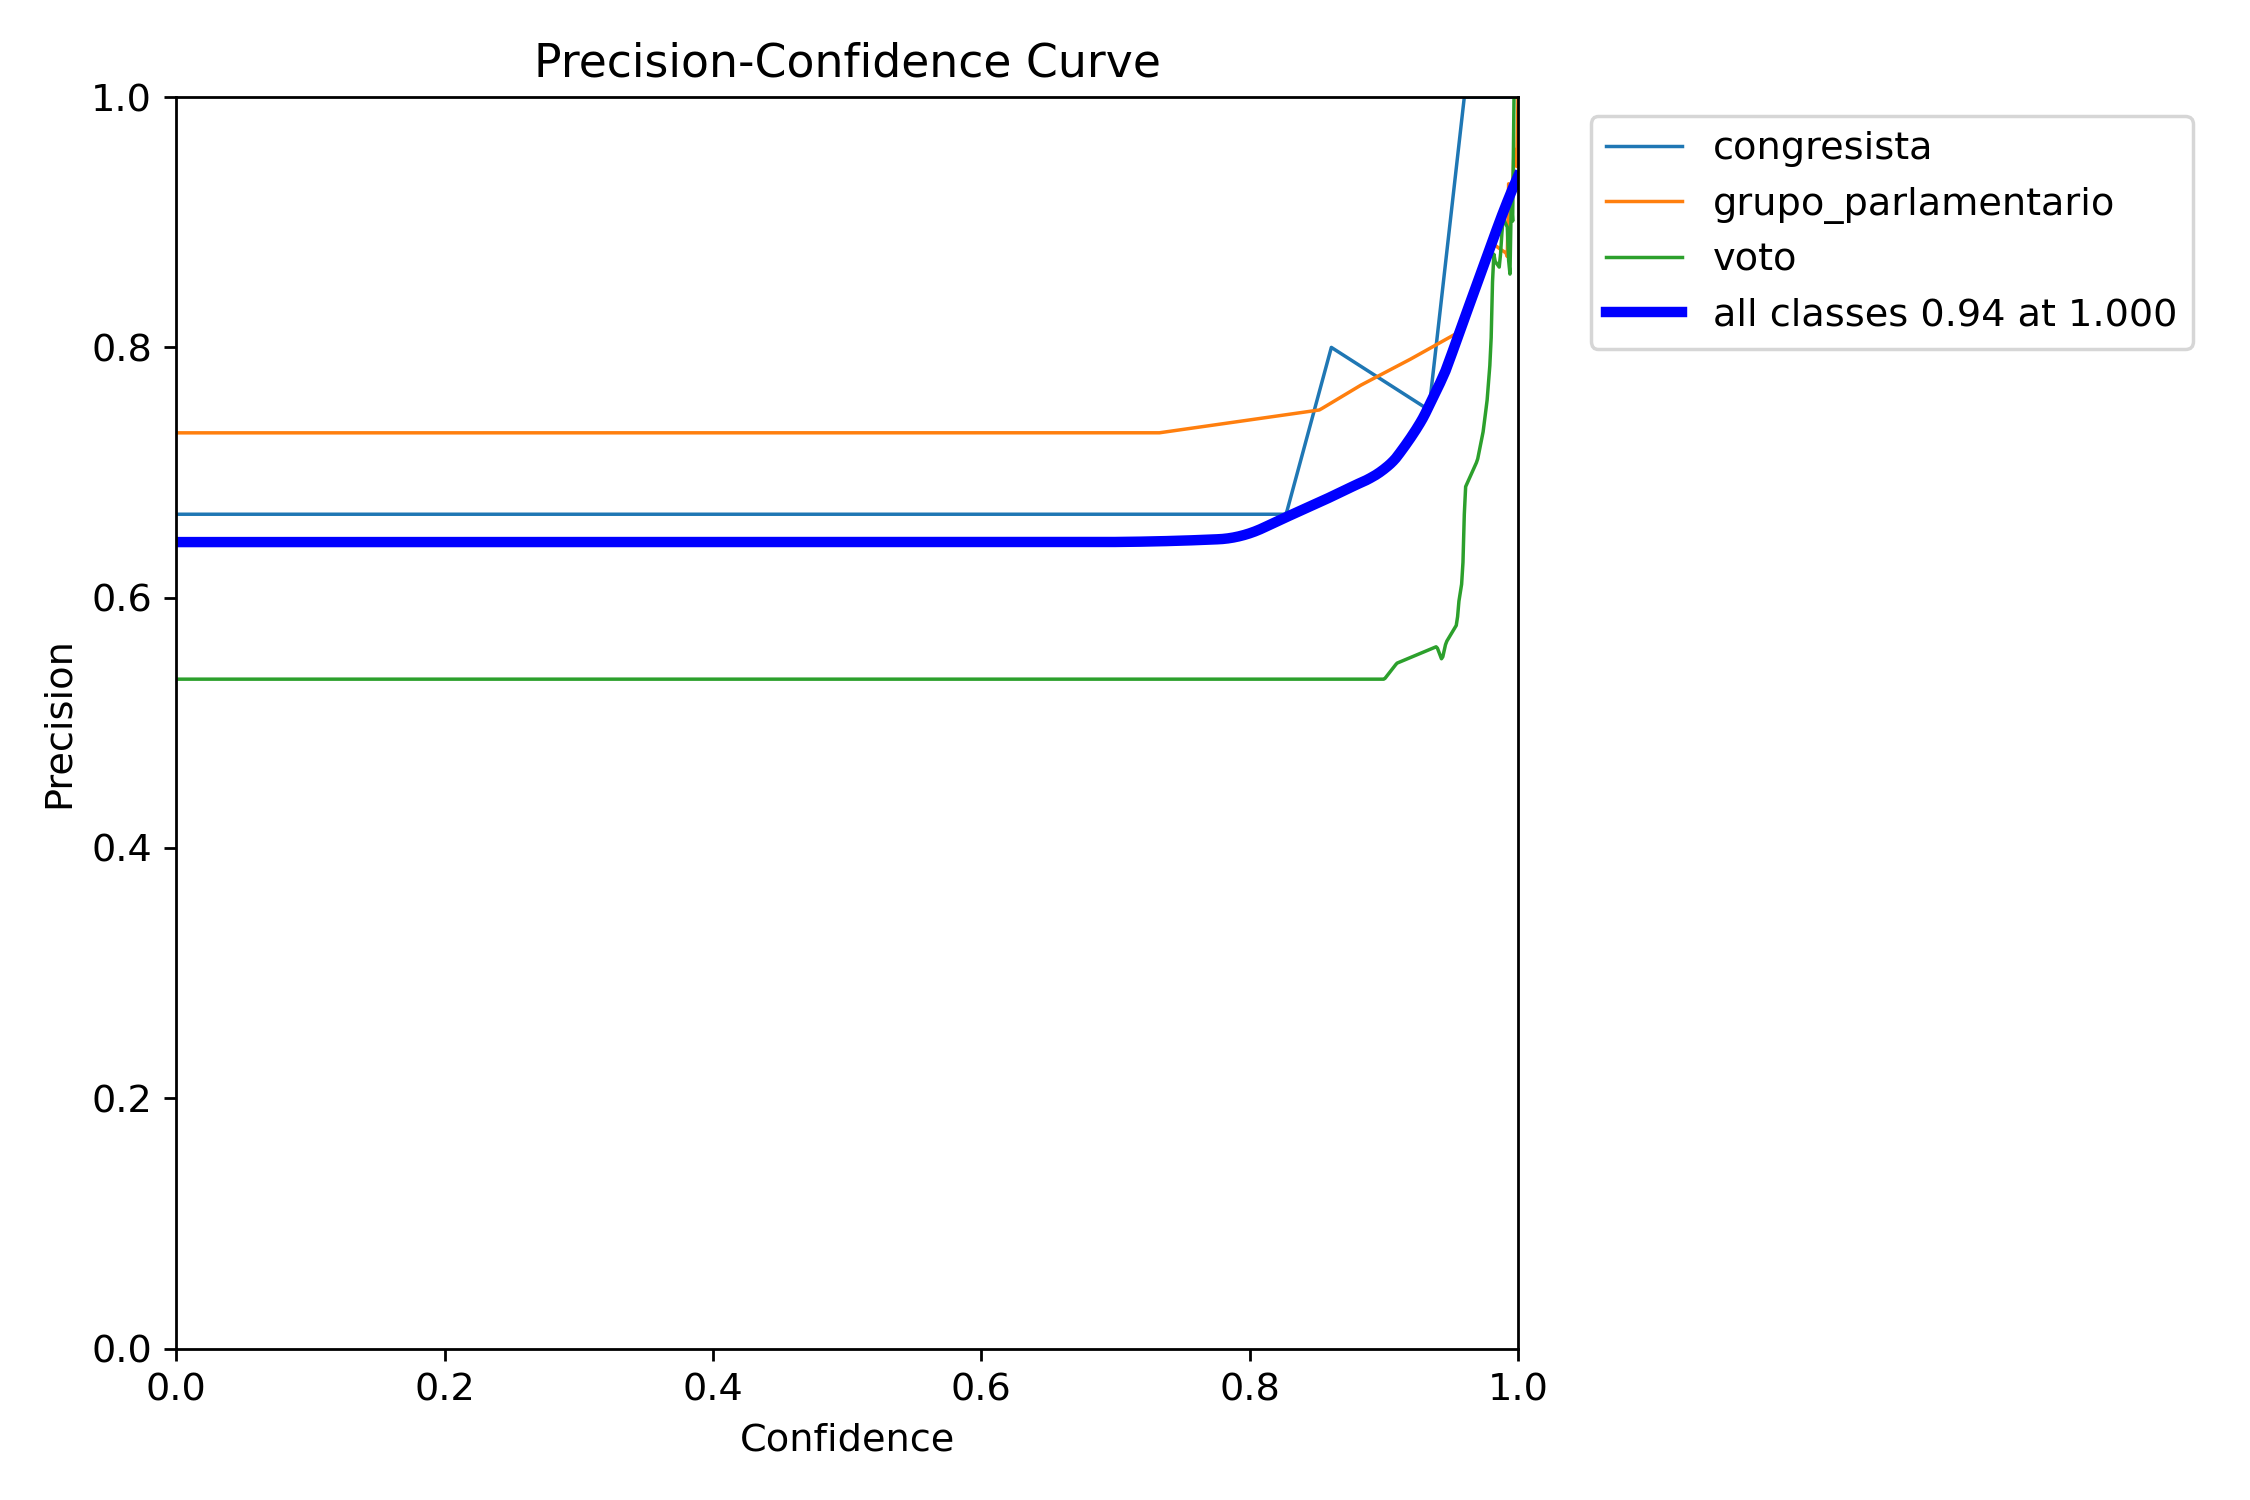 Precision-Confidence Curve
1.0
0.8
0.6
0.4
0.2
0.0
Precision
0.0 0.2 0.4 0.6 0.8 1.0
Confidence
congresista
grupo_parlamentario
voto
all classes 0.94 at 1.000